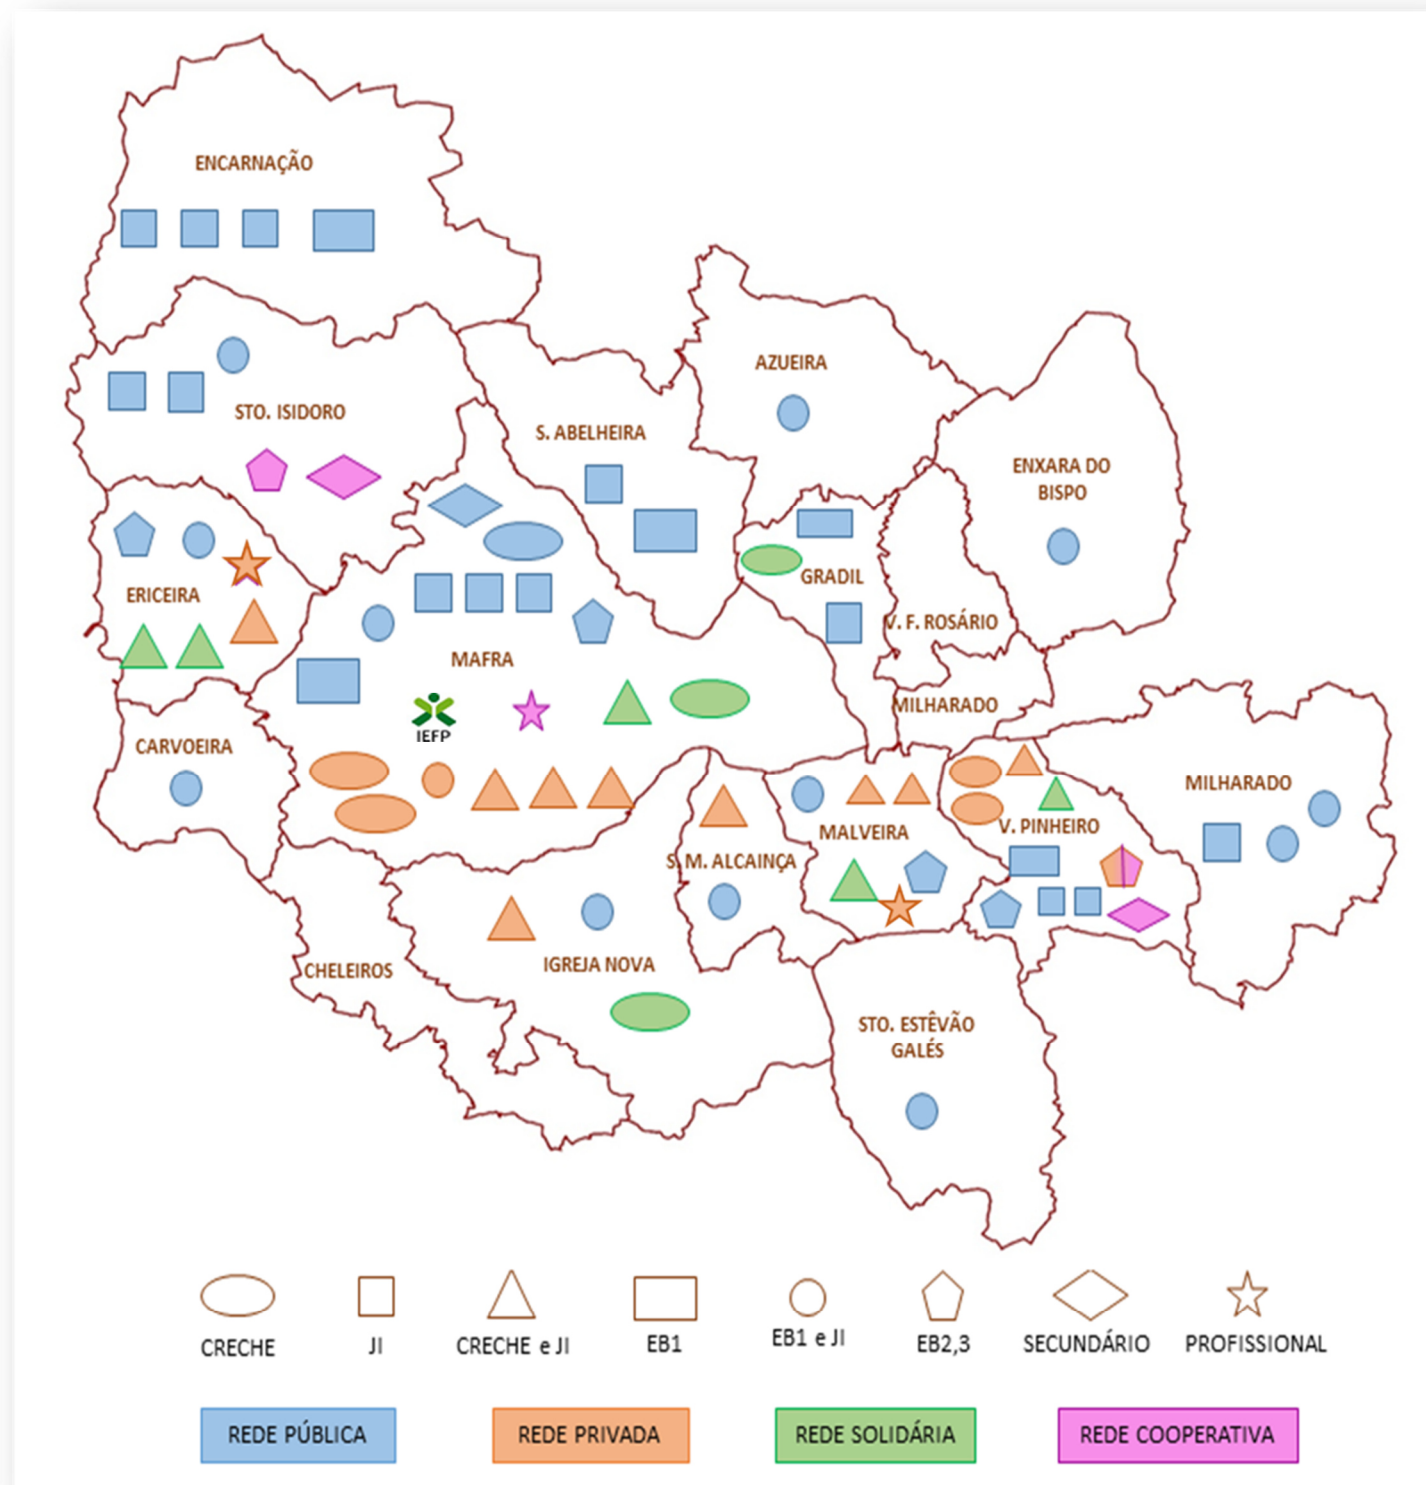 ENCARNAÇÃO
STO. ISIDORO
S. ABELHEIRA
AZUEIRA
ENXARA DO
BISPO
ERICEIRA
GRADIL
V. F. ROSÁRIO
MAFRA
IEFP
MILHARADO
CARVOEIRA
MILHARADO
MALVEIRA
V. PINHEIRO
S. M. ALCAINÇA
IGREJA NOVA
CHELEIROS
STO. ESTÊVÃO
GALÉS
CRECHE
JI
CRECHE e JI
EB1
EB1 e JI
EB2,3
SECUNDÁRIO
PROFISSIONAL
REDE PÚBLICA
REDE PRIVADA
REDE SOLIDÁRIA
REDE COOPERATIVA